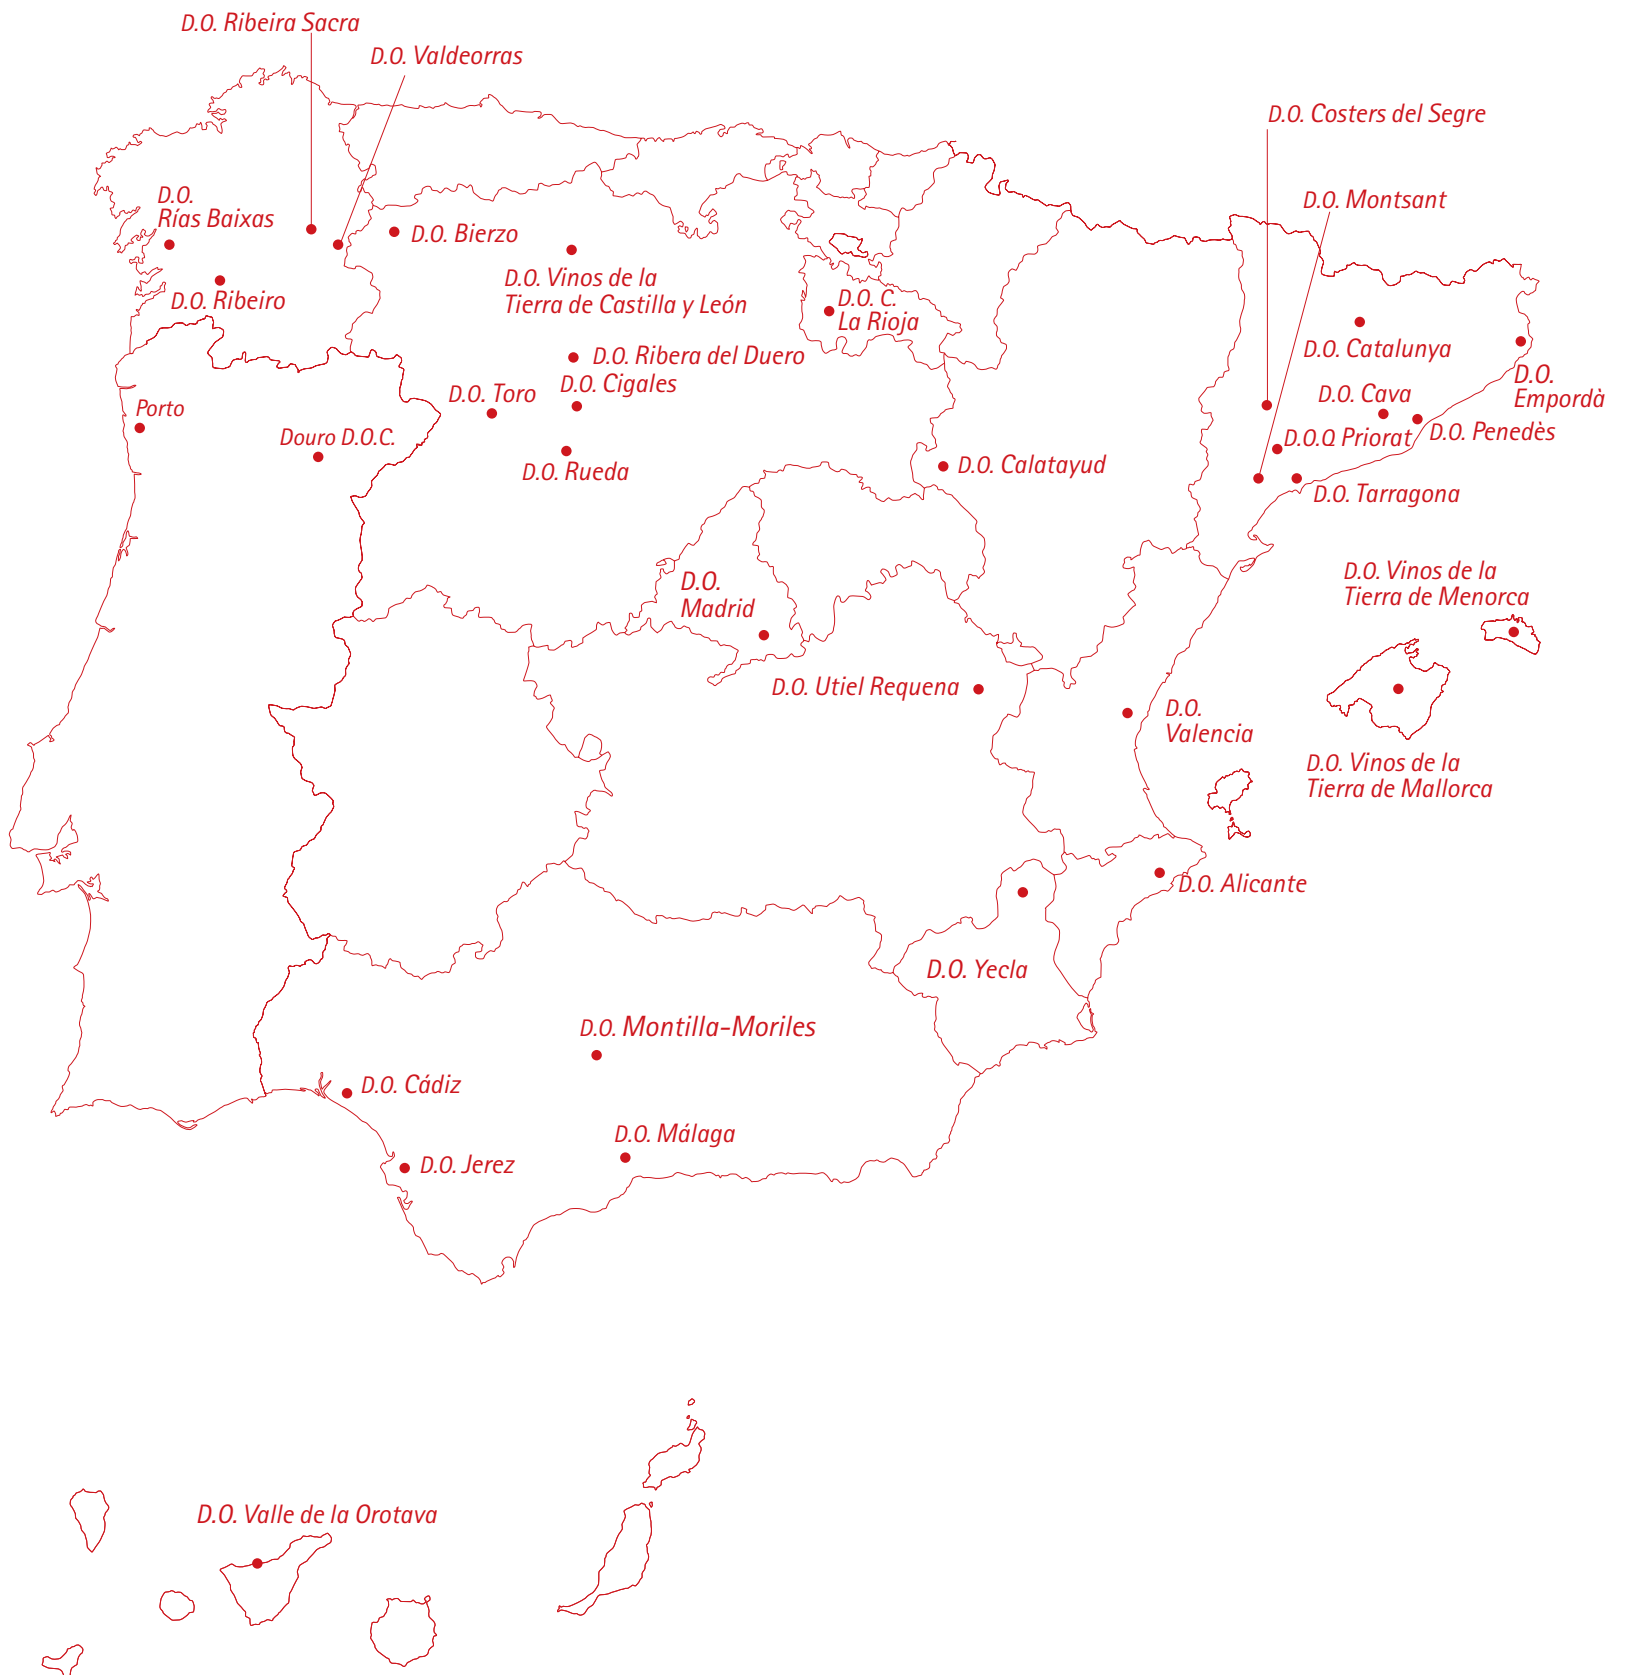 D.O. Ribeira Sacra
D.O. Valdeorras
D.O. Costers del Segre
D.O. Montsant
D.O.
Rías Baixas
D.O. Bierzo
D.O. Vinos de la
Tierra de Castilla y León
D.O. Ribeiro
D.O. C.
La Rioja
D.O. Catalunya
D.O. Ribera del Duero
D.O. Cigales
D.O. Toro
D.O.
Empordà
D.O. Cava
Porto
Douro D.O.C.
D.O.Q Priorat
D.O. Penedès
D.O. Rueda
D.O. Calatayud
D.O. Tarragona
D.O. Vinos de la
Tierra de Menorca
D.O.
Madrid
D.O. Utiel Requena
D.O.
Valencia
D.O. Vinos de la
Tierra de Mallorca
D.O. Alicante
D.O. Yecla
D.O. Montilla-Moriles
D.O. Cádiz
D.O. Málaga
D.O. Jerez
D.O. Valle de la Orotava